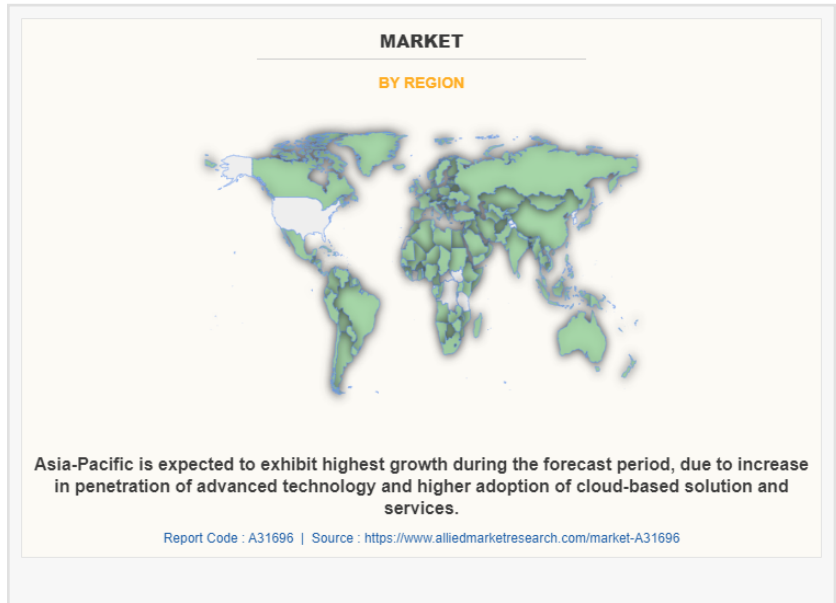 MARKET
BY REGION
Asia-Pacific is expected to exhibit highest growth during the forecast period, due to increase
in penetration of advanced technology and higher adoption of cloud-based solution and
services.
Report Code : A31696 | Source : https://www.alliedmarketresearch.com/market-A31696